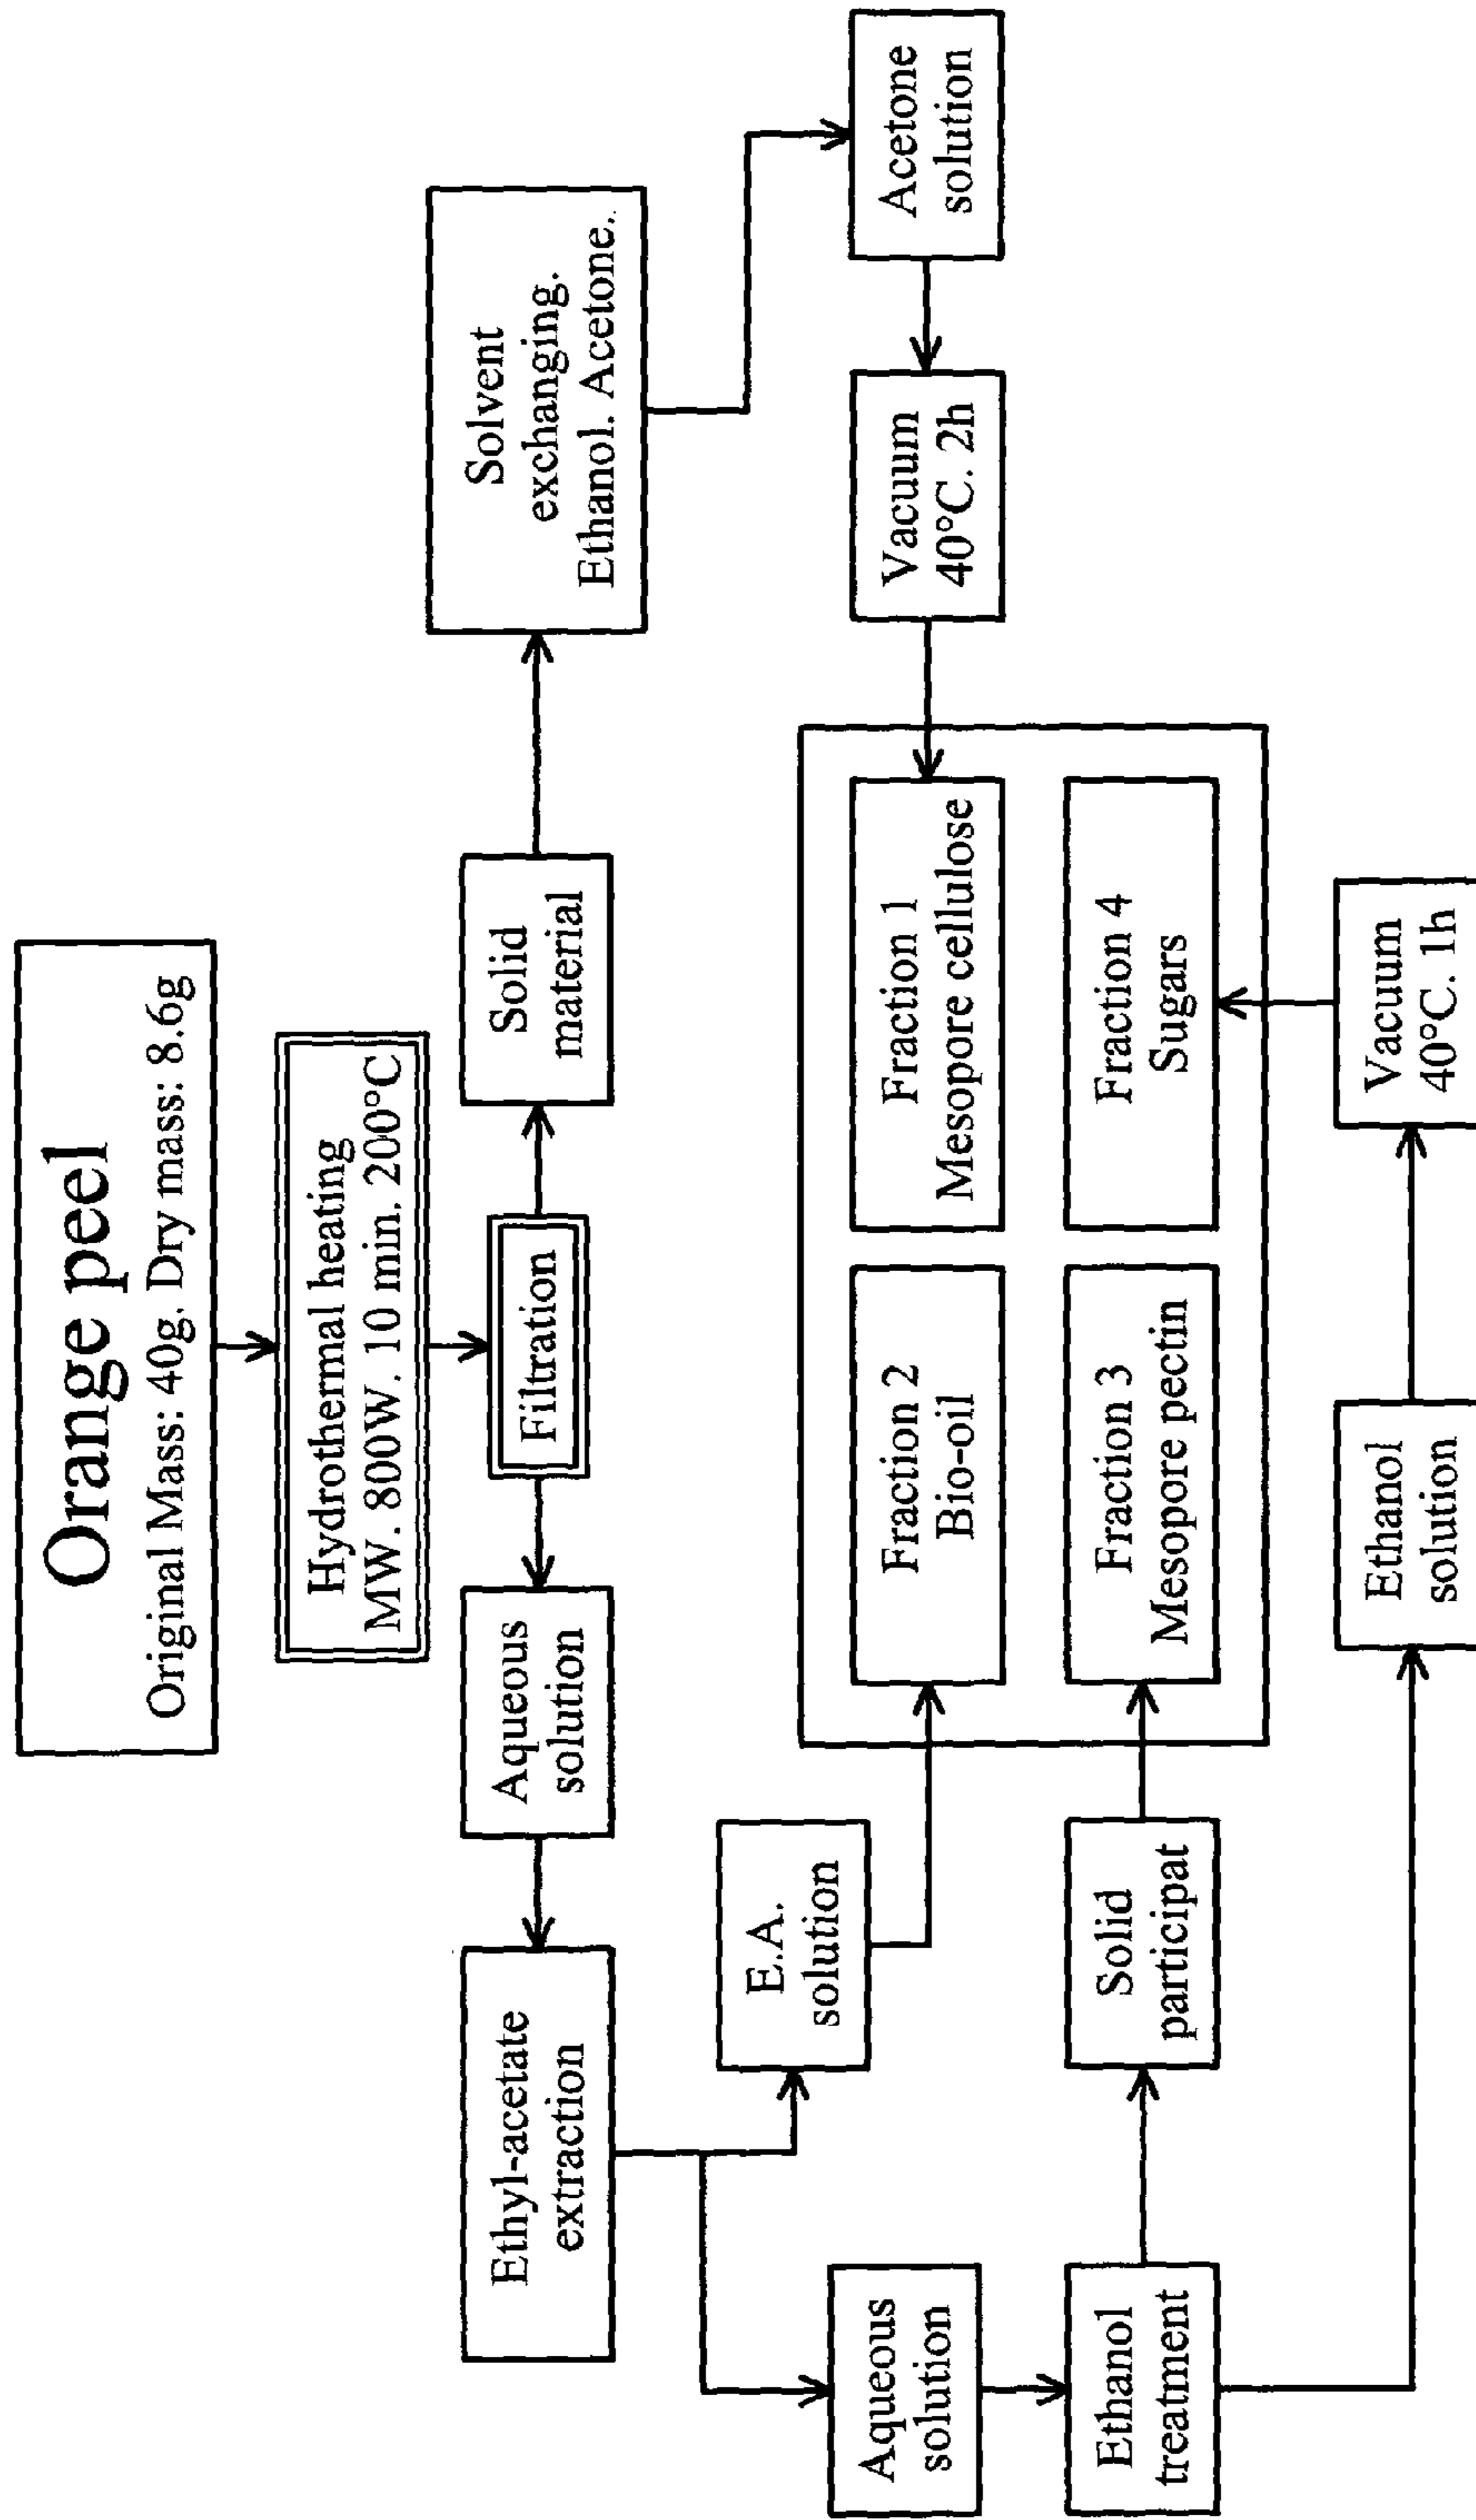 Orange peel
Original Mass: 40g, Dry mass: 8.6g
Hydrothermal heating
MW. 800W. 10 min. 200°C
Filtration
Aqueous
solution
Solid
material
Ethyl-acetate
extraction
Solvent
exchanging.
Ethanol. Acetone.
E.A.
solution
Aqueous
solution
Ethanol
treatment
Solid
participat
Fraction 2
Bio-oil
Fraction 1
Mesopore cellulose
Fraction 3
Mesopore pectin
Fraction 4
Sugars
Vacuum
40°C. 2h
Acetone
solution
Ethanol
solution
Vacuum
40°C. 1h